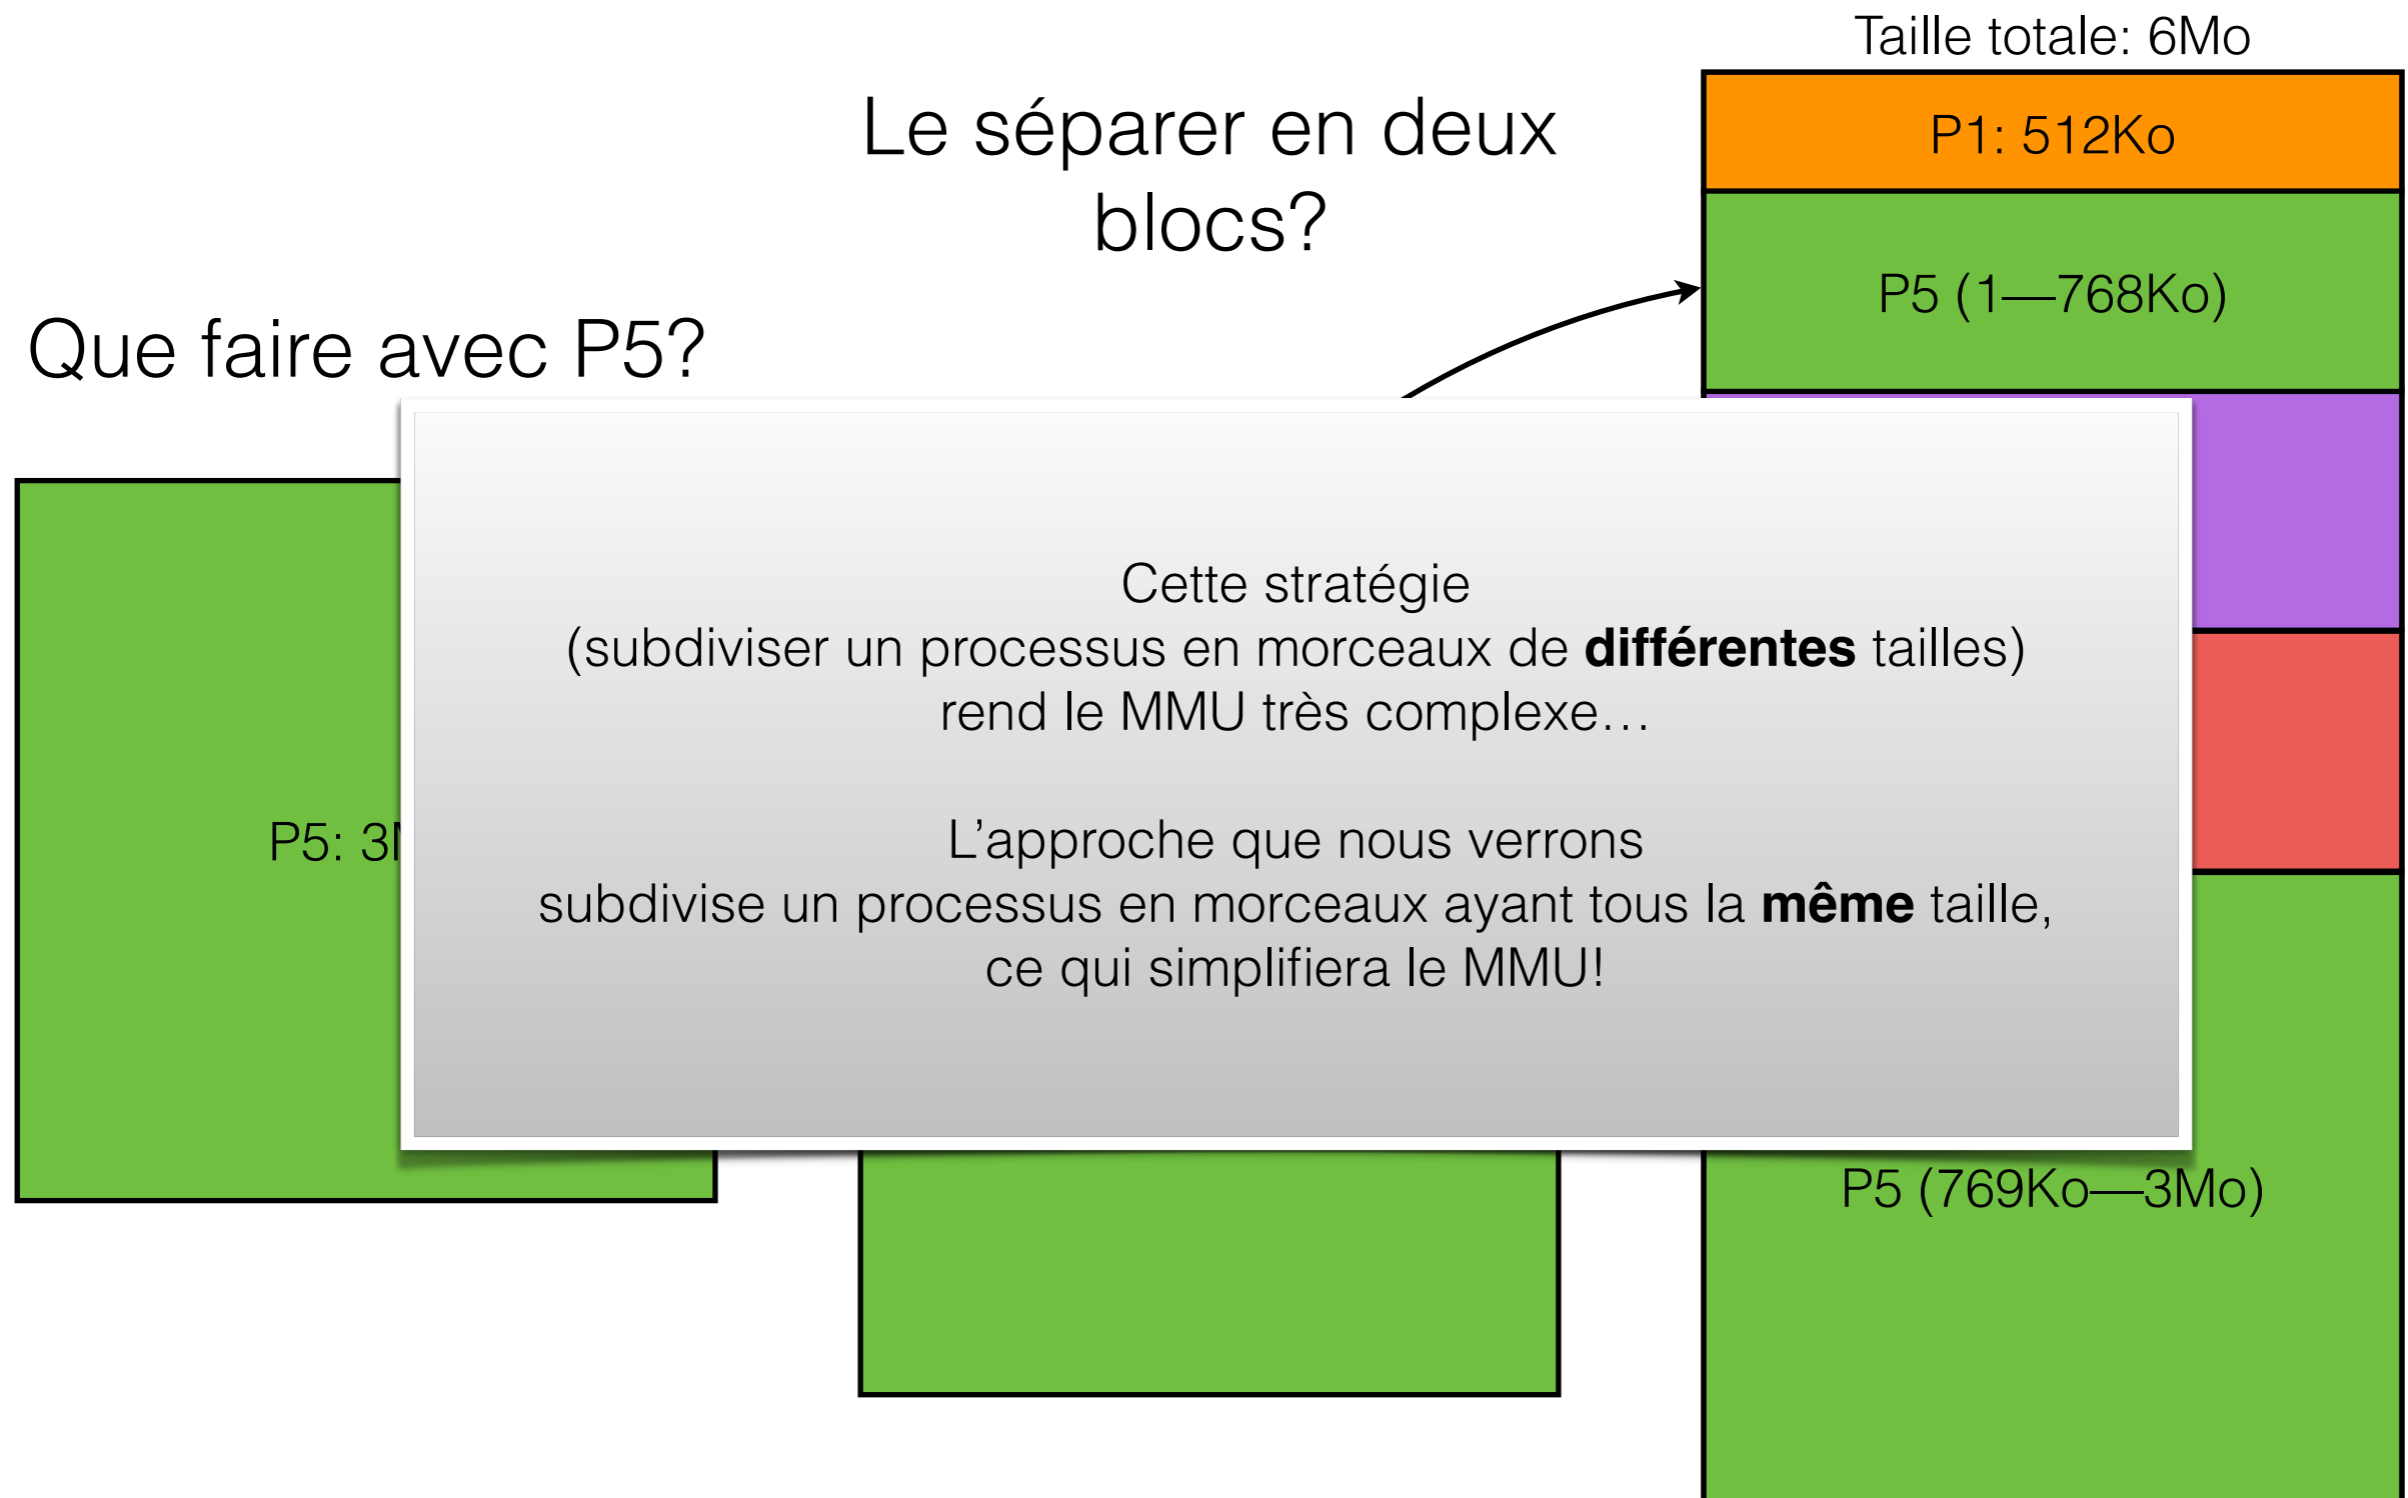 Taille totale: 6Mo
Le séparer en deux
blocs?
P1: 512Ko
P5 (1—768Ko)
Que faire avec P5?
Cette stratégie
(subdiviser un processus en morceaux de différentes tailles)
rend le MMU très complexe…
P5:
L’approche que nous verrons
subdivise un processus en morceaux ayant tous la même taille,
ce qui simplifiera le MMU!
P5 (769Ko—3Mo)